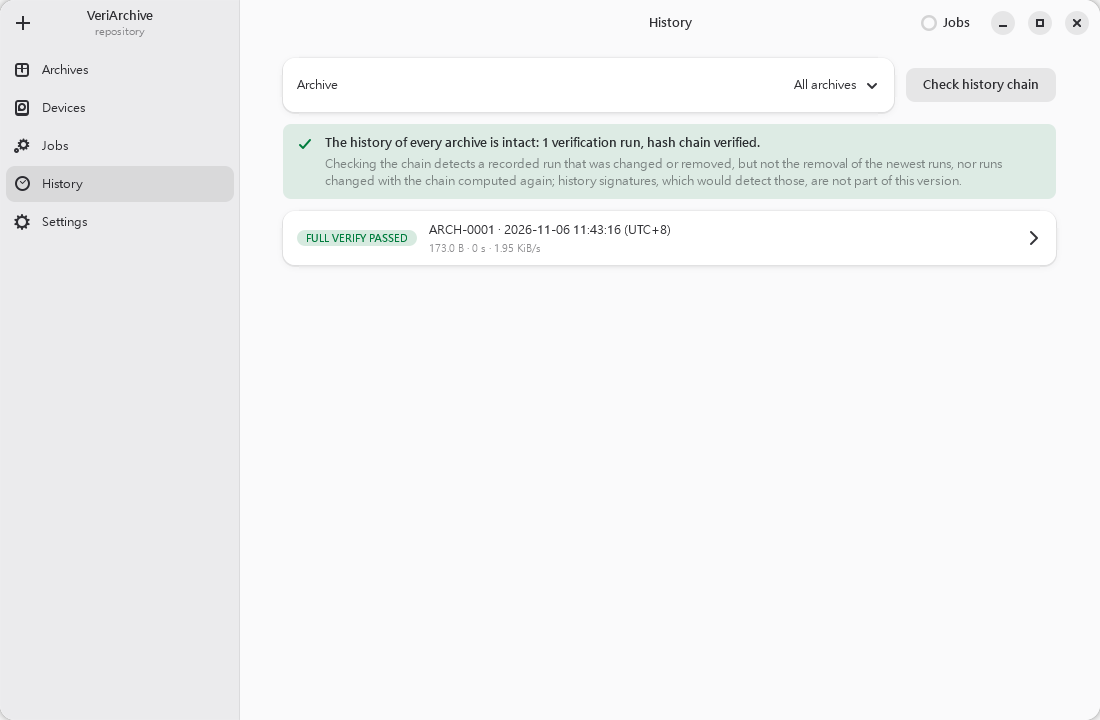 VeriArchive
repository
History
Jobs
Archives
Devices
Jobs
History
Settings
Archive
All archives
Check history chain
The history of every archive is intact: 1 verification run, hash chain verified.
Checking the chain detects a recorded run that was changed or removed, but not the removal of the newest runs, nor runs
changed with the chain computed again; history signatures, which would detect those, are not part of this version.
FULL VERIFY PASSED
ARCH-0001 · 2026-11-06 11:43:16 (UTC+8)
173.0 B · 0 s · 1.95 KiB/s